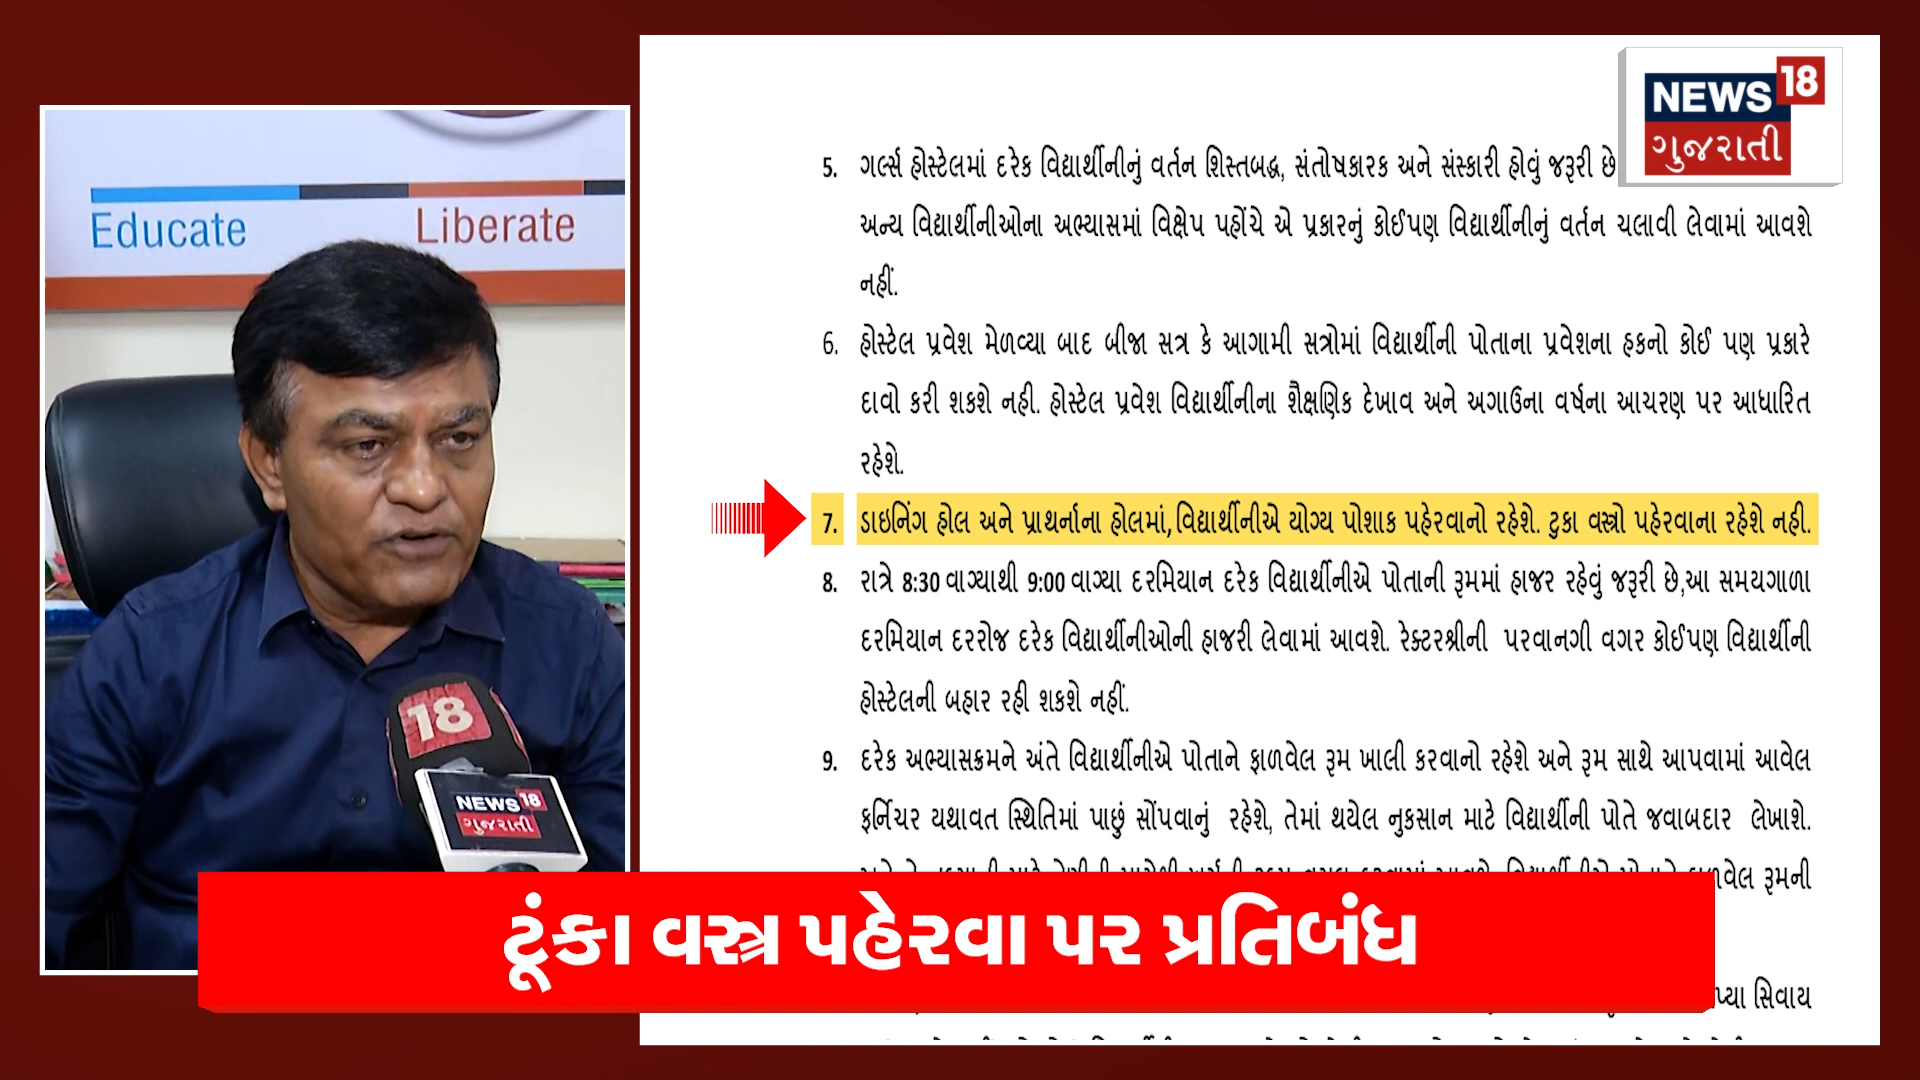 NEWS 18
ગુજરાતી
Educate
Liberate
18
NEWS 18
ગુજરાતી
5. ગર્લ્સ હોસ્ટેલમાં દરેક વિદ્યાર્થીનીનું વર્તન શિસ્તબદ્ધ, સંતોષકારક અને સંસ્કારી હોવું જરૂરી છે
અન્ય વિદ્યાર્થીનીઓના અભ્યાસમાં વિક્ષેપ પહોંચે એ પ્રકારનું કોઈપણ વિદ્યાર્થીનીનું વર્તન ચલાવી લેવામાં આવશે
નહીં.
6. હોસ્ટેલ પ્રવેશ મેળવ્યા બાદ બીજા સત્ર કે આગામી સત્રોમાં વિદ્યાર્થીની પોતાના પ્રવેશના હકનો કોઈ પણ પ્રકારે
દાવો કરી શકશે નહી. હોસ્ટેલ પ્રવેશ વિદ્યાર્થીનીના શૈક્ષણિક દેખાવ અને અગાઉના વર્ષના આચરણ પર આધારિત
રહેશે.
7. ડાઇનિંગ હોલ અને પ્રાથર્નાના હોલમાં, વિદ્યાર્થીનીએ યોગ્ય પોશાક પહેરવાનો રહેશે. ટુકા વસ્ત્રો પહેરવાના રહેશે નહી.
8. રાત્રે 8:30 વાગ્યાથી 9:00 વાગ્યા દરમિયાન દરેક વિદ્યાર્થીનીએ પોતાની રૂમમાં હાજર રહેવું જરૂરી છે,આ સમયગાળા
દરમિયાન દરરોજ દરેક વિદ્યાર્થીનીઓની હાજરી લેવામાં આવશે. રેક્ટરશ્રીની પરવાનગી વગર કોઈપણ વિદ્યાર્થીની
હોસ્ટેલની બહાર રહી શકશે નહીં.
9. દરેક અભ્યાસક્રમને અંતે વિદ્યાર્થીનીએ પોતાને ફાળવેલ રૂમ ખાલી કરવાનો રહેશે અને રૂમ સાથે આપવામાં આવેલ
ફર્નિચર યથાવત સ્થિતિમાં પાછું સોંપવાનું રહેશે, તેમાં થયેલ નુકસાન માટે વિદ્યાર્થીની પોતે જવાબદાર લેખાશે.
રૂમની
સિવાય
ટૂંકા વસ્ત્ર પહેરવા પર પ્રતિબંધ